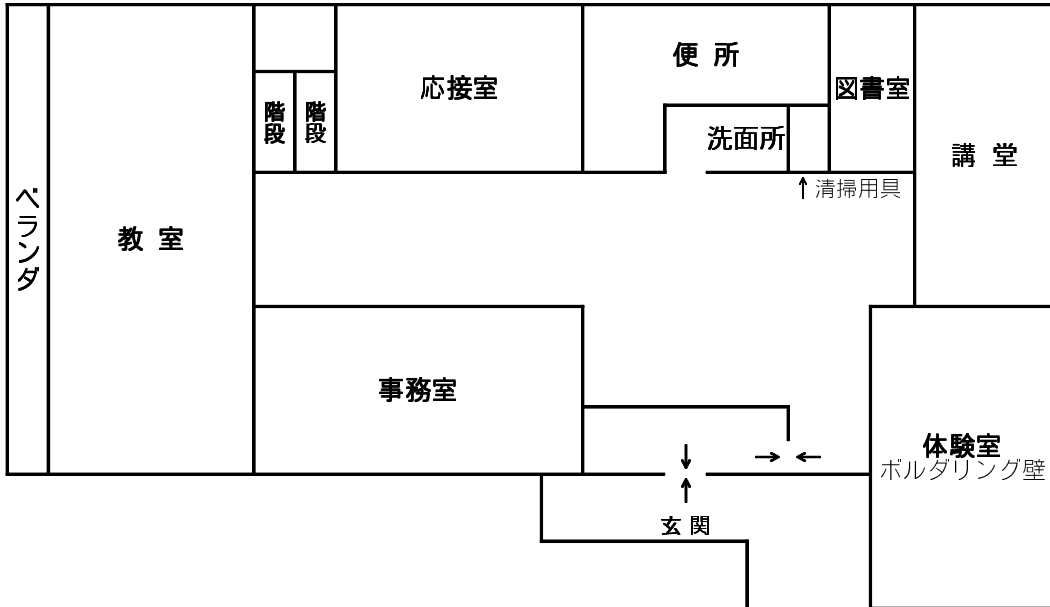 便 所
応接室
図書室
階段
階段
洗面所
講 堂
↑ 清掃用具
ベランダ
教 室
事務室
体験室
ボルダリング壁
玄 関